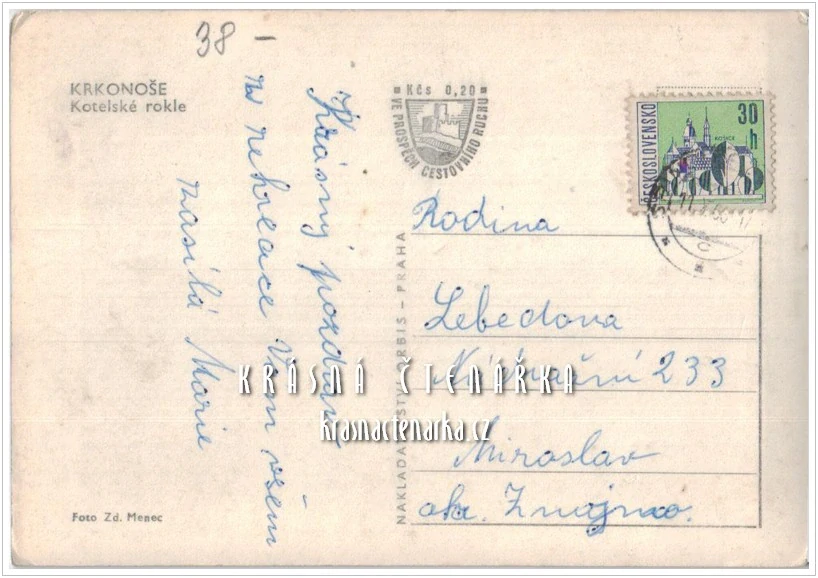 38 -
KRKONOŠE
Kotelské rokle
Krásný pozdrav
z rekreace Vám všem
zasílá Marie
Foto Zd. Menec
NAKLADATELSTVÍ ORBIS - PRAHA
Kčs 0,20
VE PROSPĚCH CESTOVNÍHO RUCHU
ČESKOSLOVENSKO
30 h
KOŠICE
Rodina
Lebedova
Nádražní 233
Miroslav
okr. Znojmo.
KRÁSNÁ ČTENÁŘKA
krasnactenarka.cz